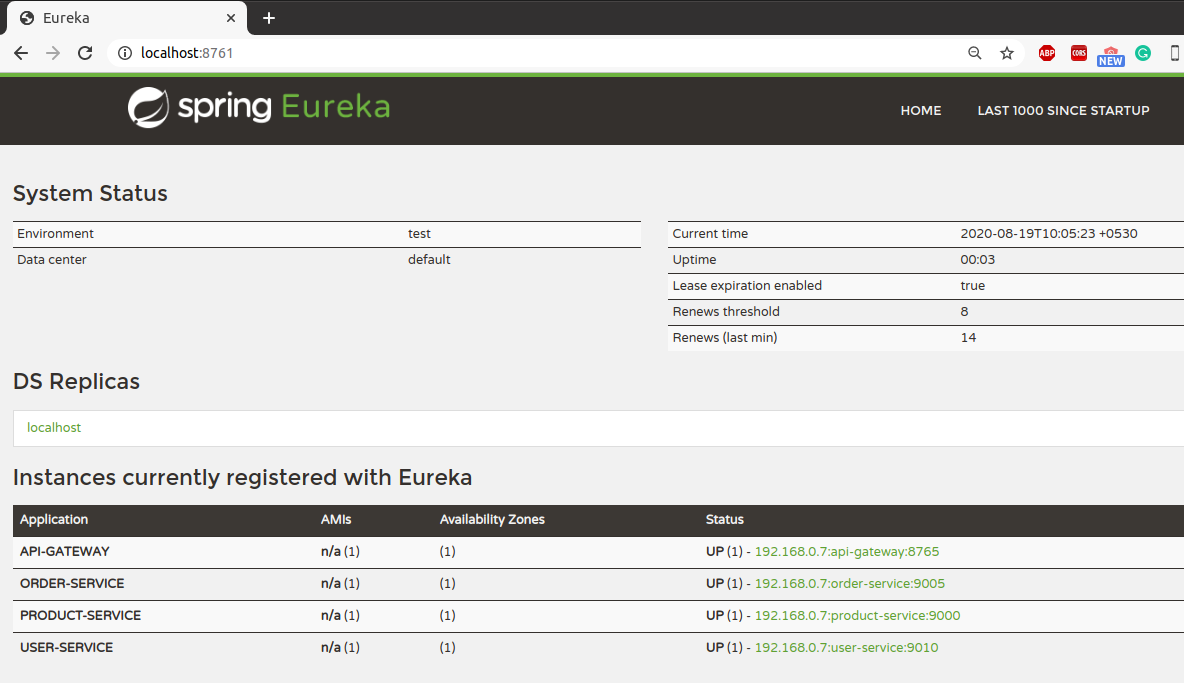 Eureka
localhost:8761
ABP CORS NEW G
spring Eureka HOME LAST 1000 SINCE STARTUP
System Status
Environment test
Data center default
Current time 2020-08-19T10:05:23 +0530
Uptime 00:03
Lease expiration enabled true
Renews threshold 8
Renews (last min) 14
DS Replicas
localhost
Instances currently registered with Eureka
Application AMIs Availability Zones Status
API-GATEWAY n/a (1) (1) UP (1) - 192.168.0.7:api-gateway:8765
ORDER-SERVICE n/a (1) (1) UP (1) - 192.168.0.7:order-service:9005
PRODUCT-SERVICE n/a (1) (1) UP (1) - 192.168.0.7:product-service:9000
USER-SERVICE n/a (1) (1) UP (1) - 192.168.0.7:user-service:9010